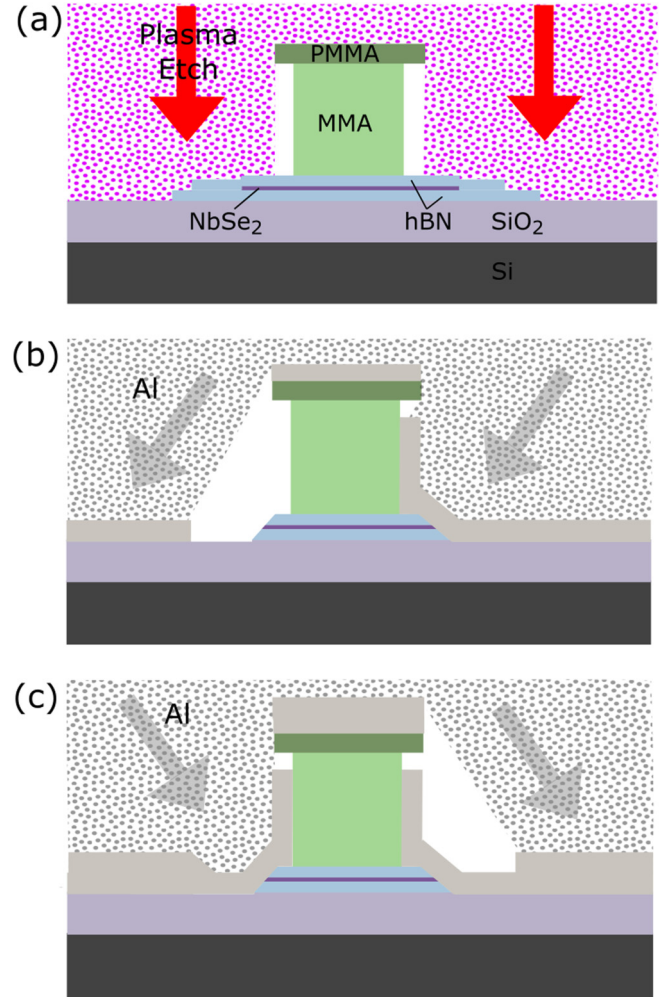 (a)
Plasma
Etch
PMMA
MMA
NbSe₂ hBN SiO₂
Si
(b)
Al
(c)
Al